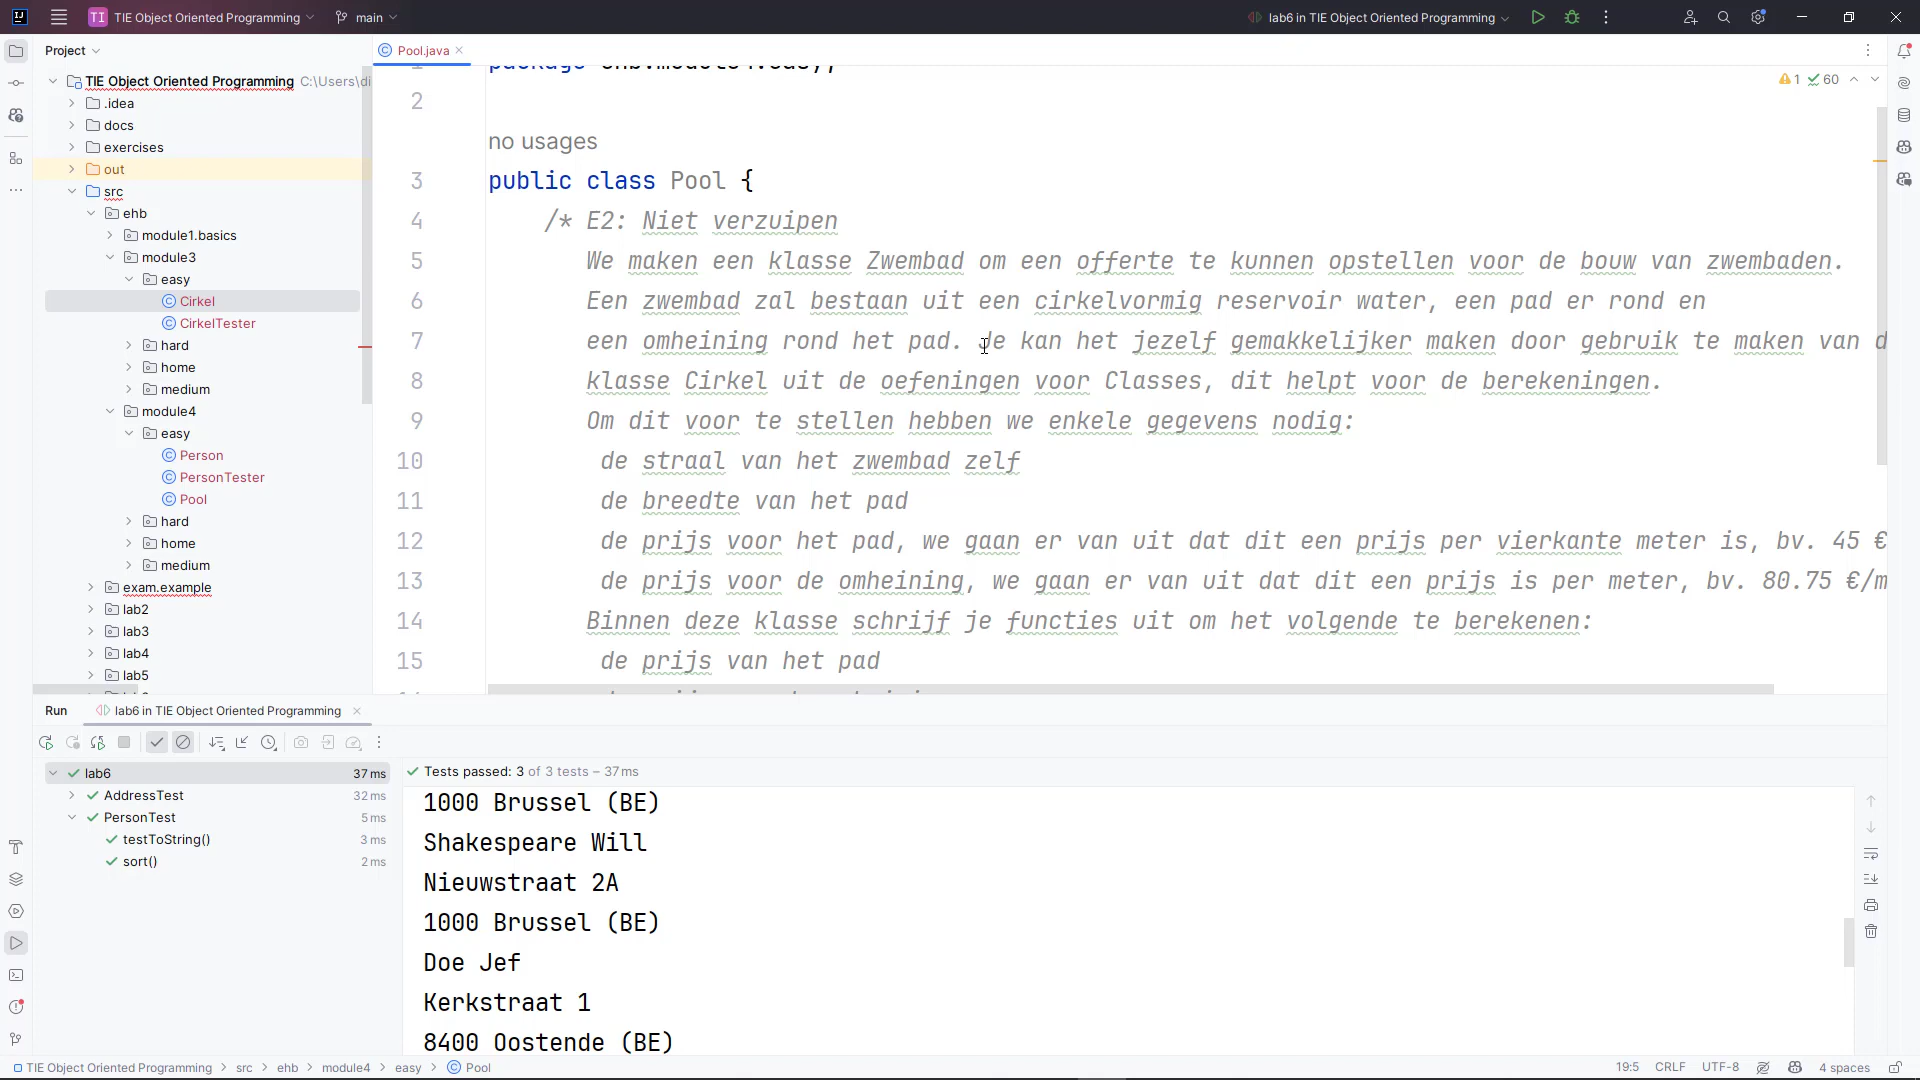 TI TIE Object Oriented Programming main lab6 in TIE Object Oriented Programming
Project
Pool.java
TIE Object Oriented Programming C:\Users\di
.idea
docs
exercises
out
src
ehb
module1.basics
module3
easy
Cirkel
CirkelTester
hard
home
medium
module4
easy
Person
PersonTester
Pool
hard
home
medium
exam.example
lab2
lab3
lab4
lab5
1 60
2
no usages
3 public class Pool {
4 /* E2: Niet verzuipen
5 We maken een klasse Zwembad om een offerte te kunnen opstellen voor de bouw van zwembaden.
6 Een zwembad zal bestaan uit een cirkelvormig reservoir water, een pad er rond en
7 een omheining rond het pad. Je kan het jezelf gemakkelijker maken door gebruik te maken van d
8 klasse Cirkel uit de oefeningen voor Classes, dit helpt voor de berekeningen.
9 Om dit voor te stellen hebben we enkele gegevens nodig:
10 de straal van het zwembad zelf
11 de breedte van het pad
12 de prijs voor het pad, we gaan er van uit dat dit een prijs per vierkante meter is, bv. 45 €
13 de prijs voor de omheining, we gaan er van uit dat dit een prijs is per meter, bv. 80.75 €/m
14 Binnen deze klasse schrijf je functies uit om het volgende te berekenen:
15 de prijs van het pad
Run lab6 in TIE Object Oriented Programming
lab6 37 ms
AddressTest 32 ms
PersonTest 5 ms
testToString() 3 ms
sort() 2 ms
Tests passed: 3 of 3 tests – 37 ms
1000 Brussel (BE)
Shakespeare Will
Nieuwstraat 2A
1000 Brussel (BE)
Doe Jef
Kerkstraat 1
8400 Oostende (BE)
TIE Object Oriented Programming > src > ehb > module4 > easy > Pool 19:5 CRLF UTF-8 4 spaces